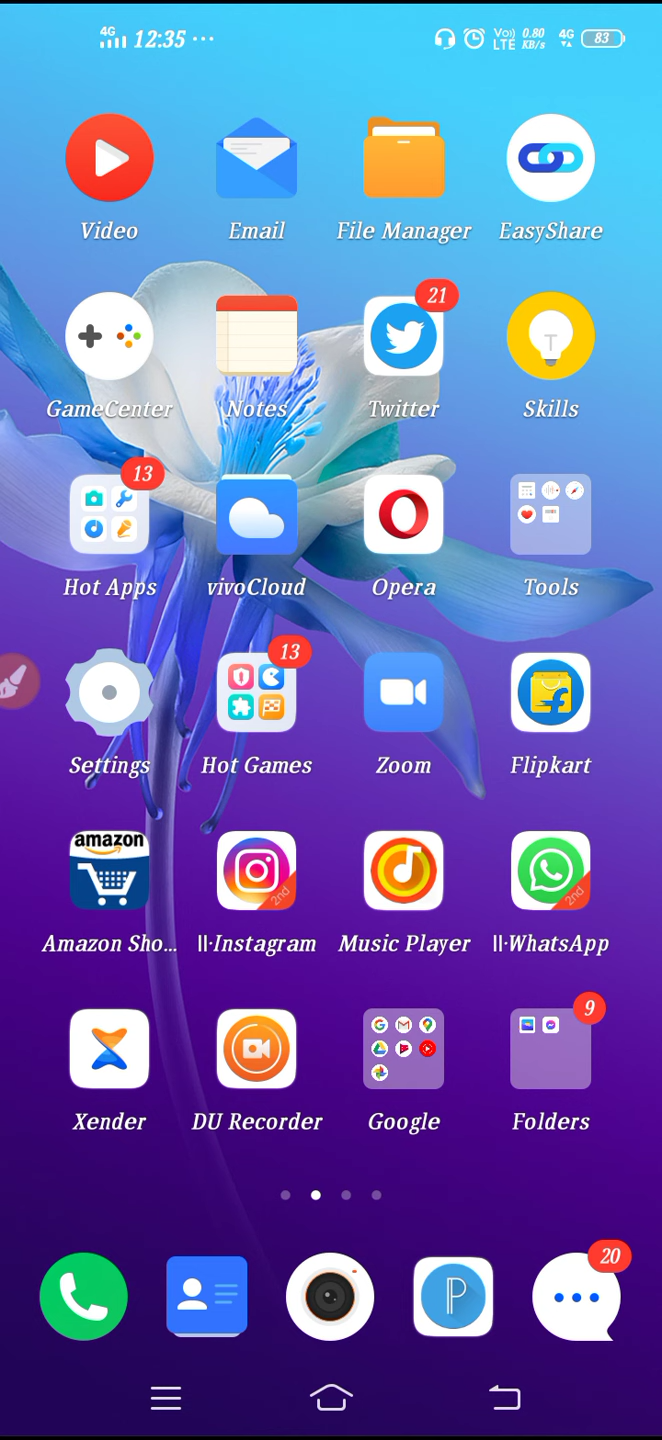 4G 12:35 ...
Vo)) LTE 0.80 KB/s 4G 83
Video Email File Manager EasyShare
21
T
GameCenter Notes Twitter Skills
13
Hot Apps vivoCloud Opera Tools
13
Settings Hot Games Zoom Flipkart
amazon
2nd 2nd
Amazon Sho... ||·Instagram Music Player ||·WhatsApp
9
Xender DU Recorder Google Folders
20